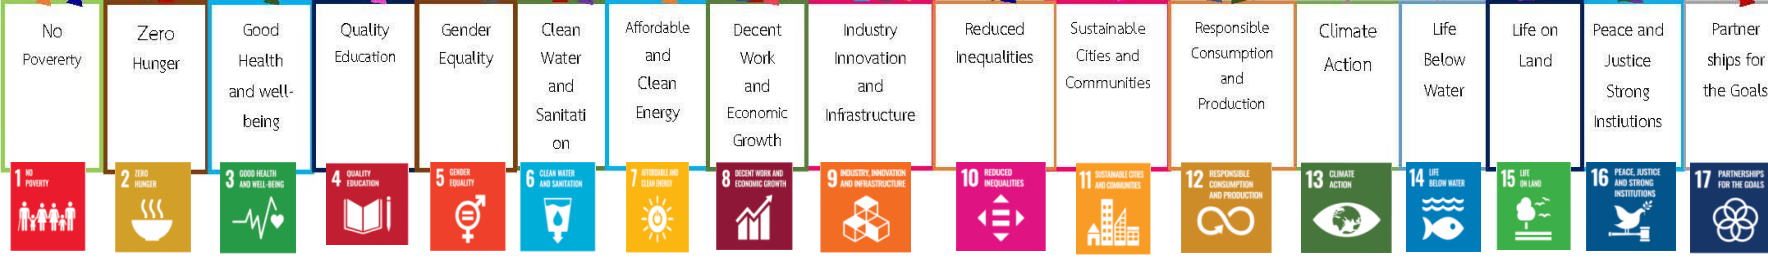 No
Povererty
Zero
Hunger
Good
Health
and well-
being
Quality
Education
Gender
Equality
Clean
Water
and
Sanitati
on
Affordable
and
Clean
Energy
Decent
Work
and
Economic
Growth
Industry
Innovation
and
Infrastructure
Reduced
Inequalities
Sustainable
Cities and
Communities
Responsible
Consumption
and
Production
Climate
Action
Life
Below
Water
Life on
Land
Peace and
Justice
Strong
Instiutions
Partner
ships for
the Goals
1 NO
POVERTY
2 ZERO
HUNGER
3 GOOD HEALTH
AND WELL-BEING
4 QUALITY
EDUCATION
5 GENDER
EQUALITY
6 CLEAN WATER
AND SANITATION
7 AFFORDABLE AND
CLEAN ENERGY
8 DECENT WORK AND
ECONOMIC GROWTH
9 INDUSTRY, INNOVATION
AND INFRASTRUCTURE
10 REDUCED
INEQUALITIES
11 SUSTAINABLE CITIES
AND COMMUNITIES
12 RESPONSIBLE
CONSUMPTION
AND PRODUCTION
13 CLIMATE
ACTION
14 LIFE
BELOW WATER
15 LIFE
ON LAND
16 PEACE, JUSTICE
AND STRONG
INSTITUTIONS
17 PARTNERSHIPS
FOR THE GOALS